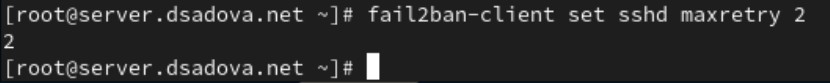 [root@server.dsadova.net ~]# fail2ban-client set sshd maxretry 2
2
[root@server.dsadova.net ~]#